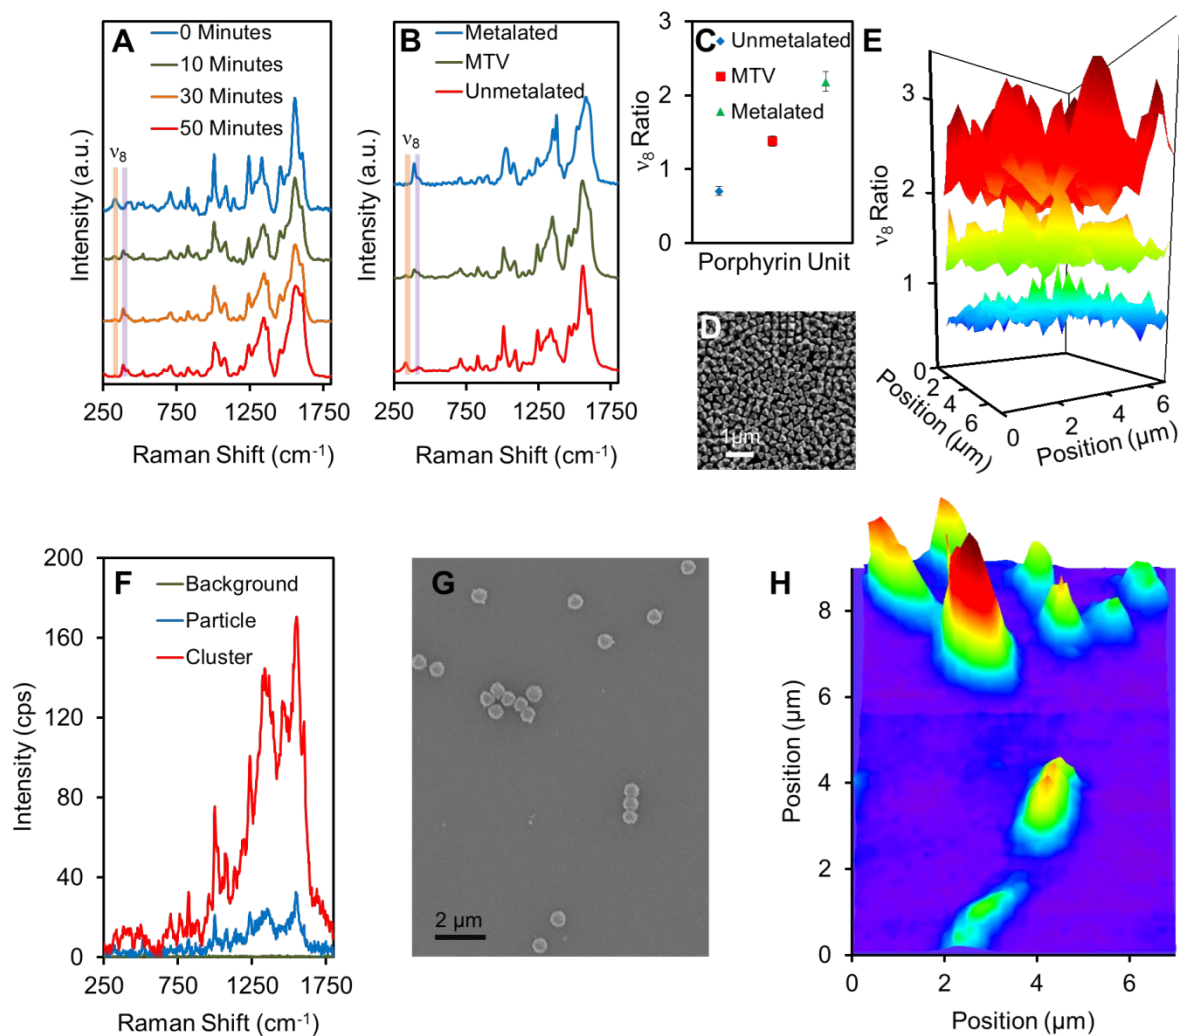 A
0 Minutes
10 Minutes
30 Minutes
50 Minutes
ν8
Intensity (a.u.)
250 750 1250 1750
Raman Shift (cm-1)
B
Metalated
MTV
Unmetalated
ν8
Intensity (a.u.)
250 750 1250 1750
Raman Shift (cm-1)
C
Unmetalated
MTV
Metalated
3
2
1
0
ν8 Ratio
Porphyrin Unit
D
1µm
E
3
2
1
0
ν8 Ratio
2 4 6
Position (µm)
0 2 4 6
Position (µm)
F
Background
Particle
Cluster
200
160
120
80
40
0
Intensity (cps)
250 750 1250 1750
Raman Shift (cm-1)
G
2 µm
H
8
6
4
2
0
Position (µm)
0 2 4 6
Position (µm)